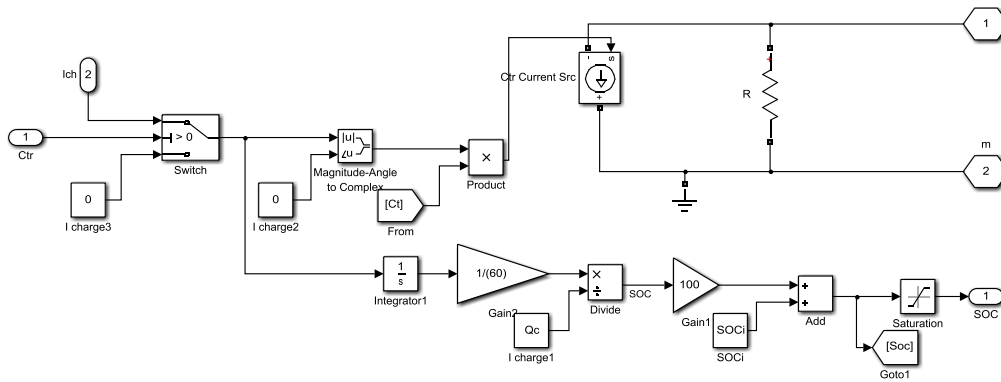 1
Ich
2
- s
Ctr Current Src
+
R
1
Ctr
> 0
Switch
|u|
∠u
Magnitude-Angle
to Complex
×
Product
m
2
0
I charge3
0
I charge2
[Ct]
From
1
s
Integrator1
1/(60)
Gain2
×
÷
Divide
SOC
100
Gain1
+
+
Add
Saturation
1
SOC
Qc
I charge1
SOCi
SOCi
[Soc]
Goto1